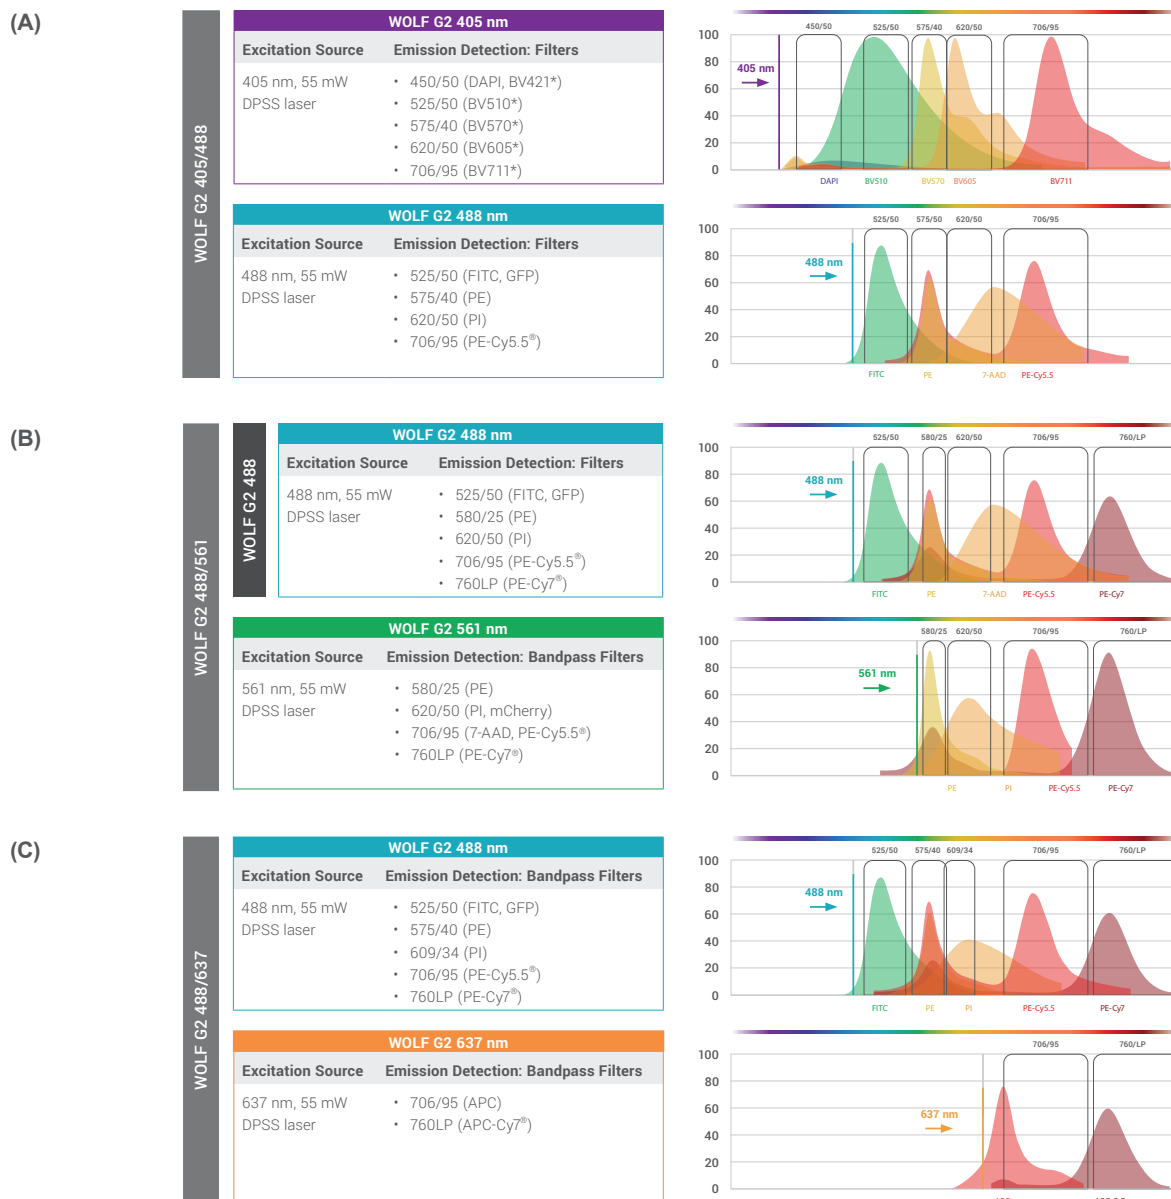 (A)
WOLF G2 405/488
WOLF G2 405 nm
Excitation Source Emission Detection: Filters
405 nm, 55 mW
DPSS laser
• 450/50 (DAPI, BV421*)
• 525/50 (BV510*)
• 575/40 (BV570*)
• 620/50 (BV605*)
• 706/95 (BV711*)
450/50 525/50 575/40 620/50 706/95
100
80
60
40
20
0
405 nm
DAPI BV510 BV570 BV605 BV711
WOLF G2 488 nm
Excitation Source Emission Detection: Filters
488 nm, 55 mW
DPSS laser
• 525/50 (FITC, GFP)
• 575/40 (PE)
• 620/50 (PI)
• 706/95 (PE-Cy5.5®)
525/50 575/50 620/50 706/95
100
80
60
40
20
0
488 nm
FITC PE 7-AAD PE-Cy5.5
(B)
WOLF G2 488/561
WOLF G2 488
WOLF G2 488 nm
Excitation Source Emission Detection: Filters
488 nm, 55 mW
DPSS laser
• 525/50 (FITC, GFP)
• 580/25 (PE)
• 620/50 (PI)
• 706/95 (PE-Cy5.5®)
• 760LP (PE-Cy7®)
525/50 580/25 620/50 706/95 760/LP
100
80
60
40
20
0
488 nm
FITC PE 7-AAD PE-Cy5.5 PE-Cy7
WOLF G2 561 nm
Excitation Source Emission Detection: Bandpass Filters
561 nm, 55 mW
DPSS laser
• 580/25 (PE)
• 620/50 (PI, mCherry)
• 706/95 (7-AAD, PE-Cy5.5®)
• 760LP (PE-Cy7®)
580/25 620/50 706/95 760/LP
100
80
60
40
20
0
561 nm
PE PI PE-Cy5.5 PE-Cy7
(C)
WOLF G2 488/637
WOLF G2 488 nm
Excitation Source Emission Detection: Bandpass Filters
488 nm, 55 mW
DPSS laser
• 525/50 (FITC, GFP)
• 575/40 (PE)
• 609/34 (PI)
• 706/95 (PE-Cy5.5®)
• 760LP (PE-Cy7®)
525/50 575/40 609/34 706/95 760/LP
100
80
60
40
20
0
488 nm
FITC PE PI PE-Cy5.5 PE-Cy7
WOLF G2 637 nm
Excitation Source Emission Detection: Bandpass Filters
637 nm, 55 mW
DPSS laser
• 706/95 (APC)
• 760LP (APC-Cy7®)
706/95 760/LP
100
80
60
40
20
0
637 nm